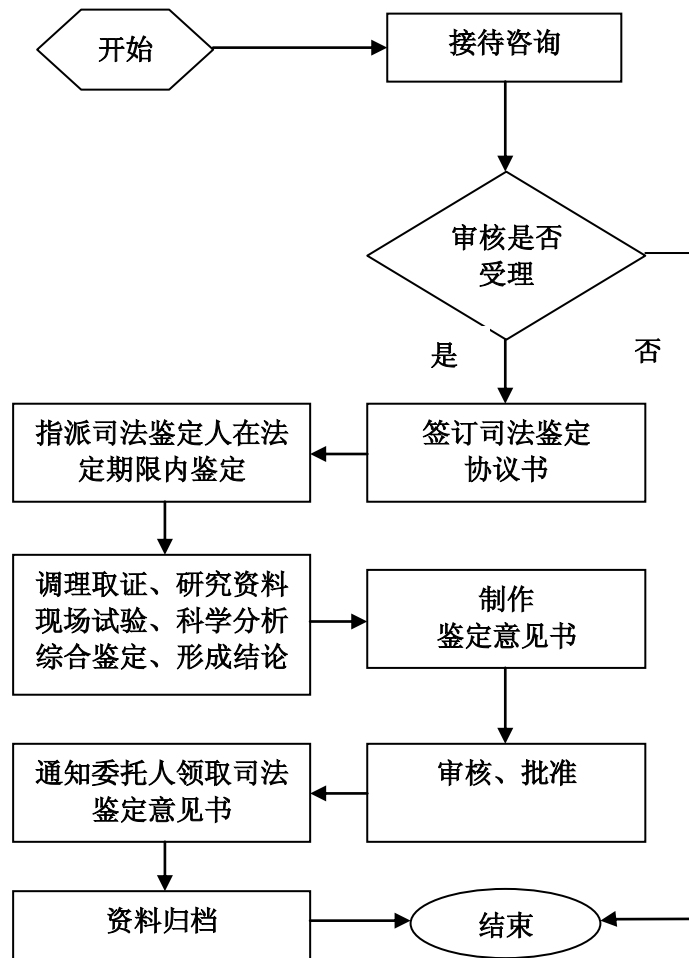 开始
接待咨询
审核是否
受理
是
否
签订司法鉴定
协议书
指派司法鉴定人在法
定期限内鉴定
调理取证、研究资料
现场试验、科学分析
综合鉴定、形成结论
制作
鉴定意见书
审核、批准
通知委托人领取司法
鉴定意见书
资料归档
结束